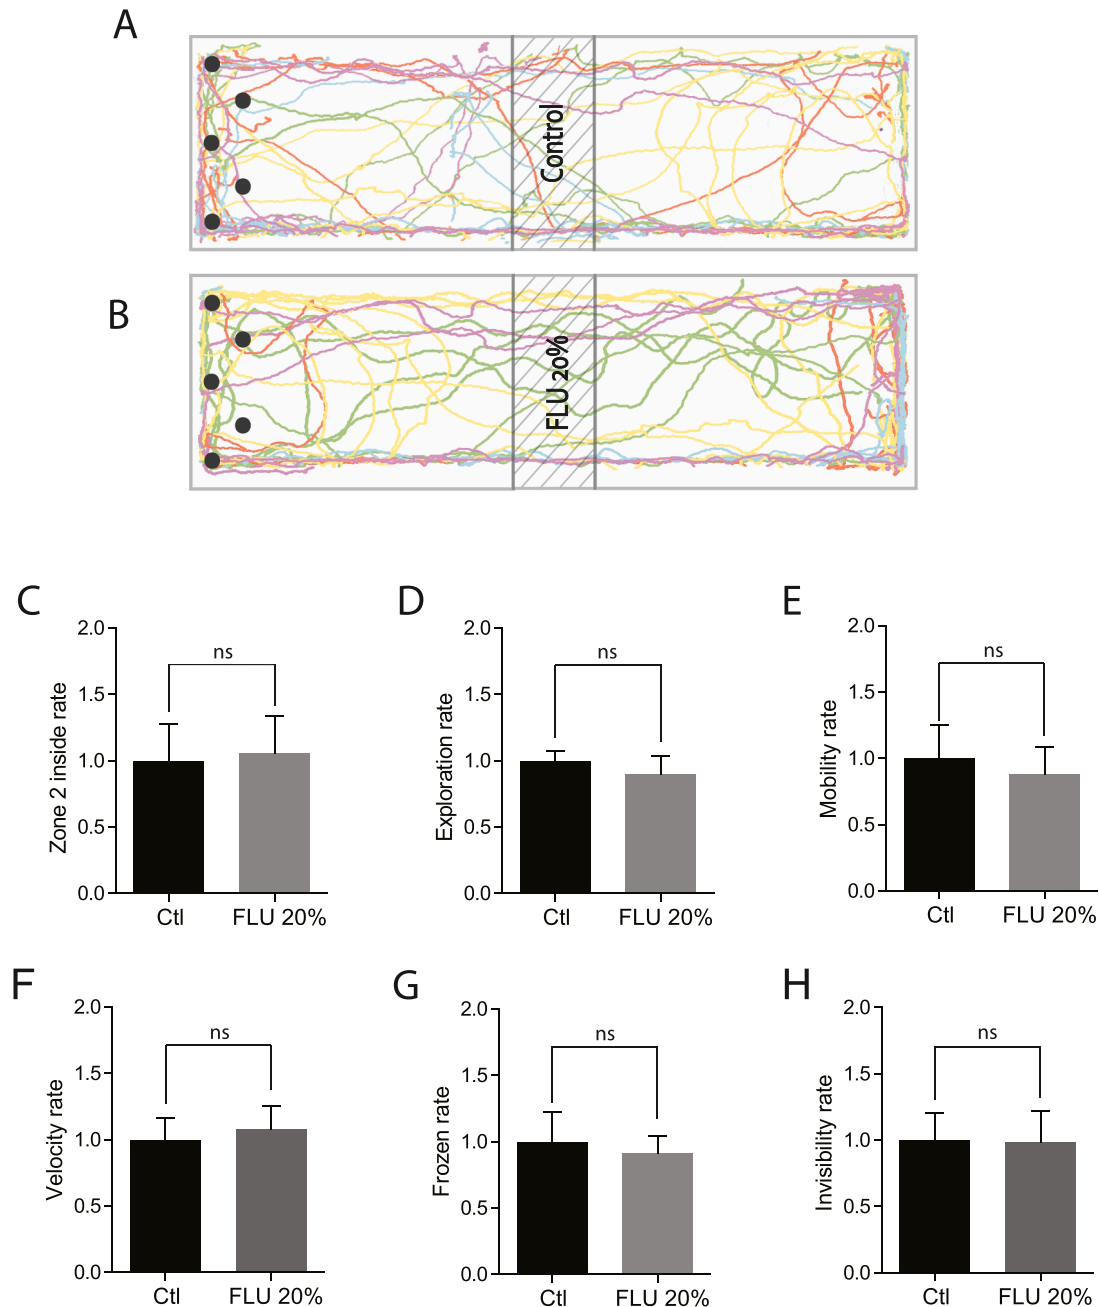 A
Control
B
FLU 20%
C
D
E
2.0
1.5
1.0
0.5
0.0
Zone 2 inside rate
ns
Ctl
FLU 20%
2.0
1.5
1.0
0.5
0.0
Exploration rate
ns
Ctl
FLU 20%
2.0
1.5
1.0
0.5
0.0
Mobility rate
ns
Ctl
FLU 20%
F
G
H
2.0
1.5
1.0
0.5
0.0
Velocity rate
ns
Ctl
FLU 20%
2.0
1.5
1.0
0.5
0.0
Frozen rate
ns
Ctl
FLU 20%
2.0
1.5
1.0
0.5
0.0
Invisibility rate
ns
Ctl
FLU 20%